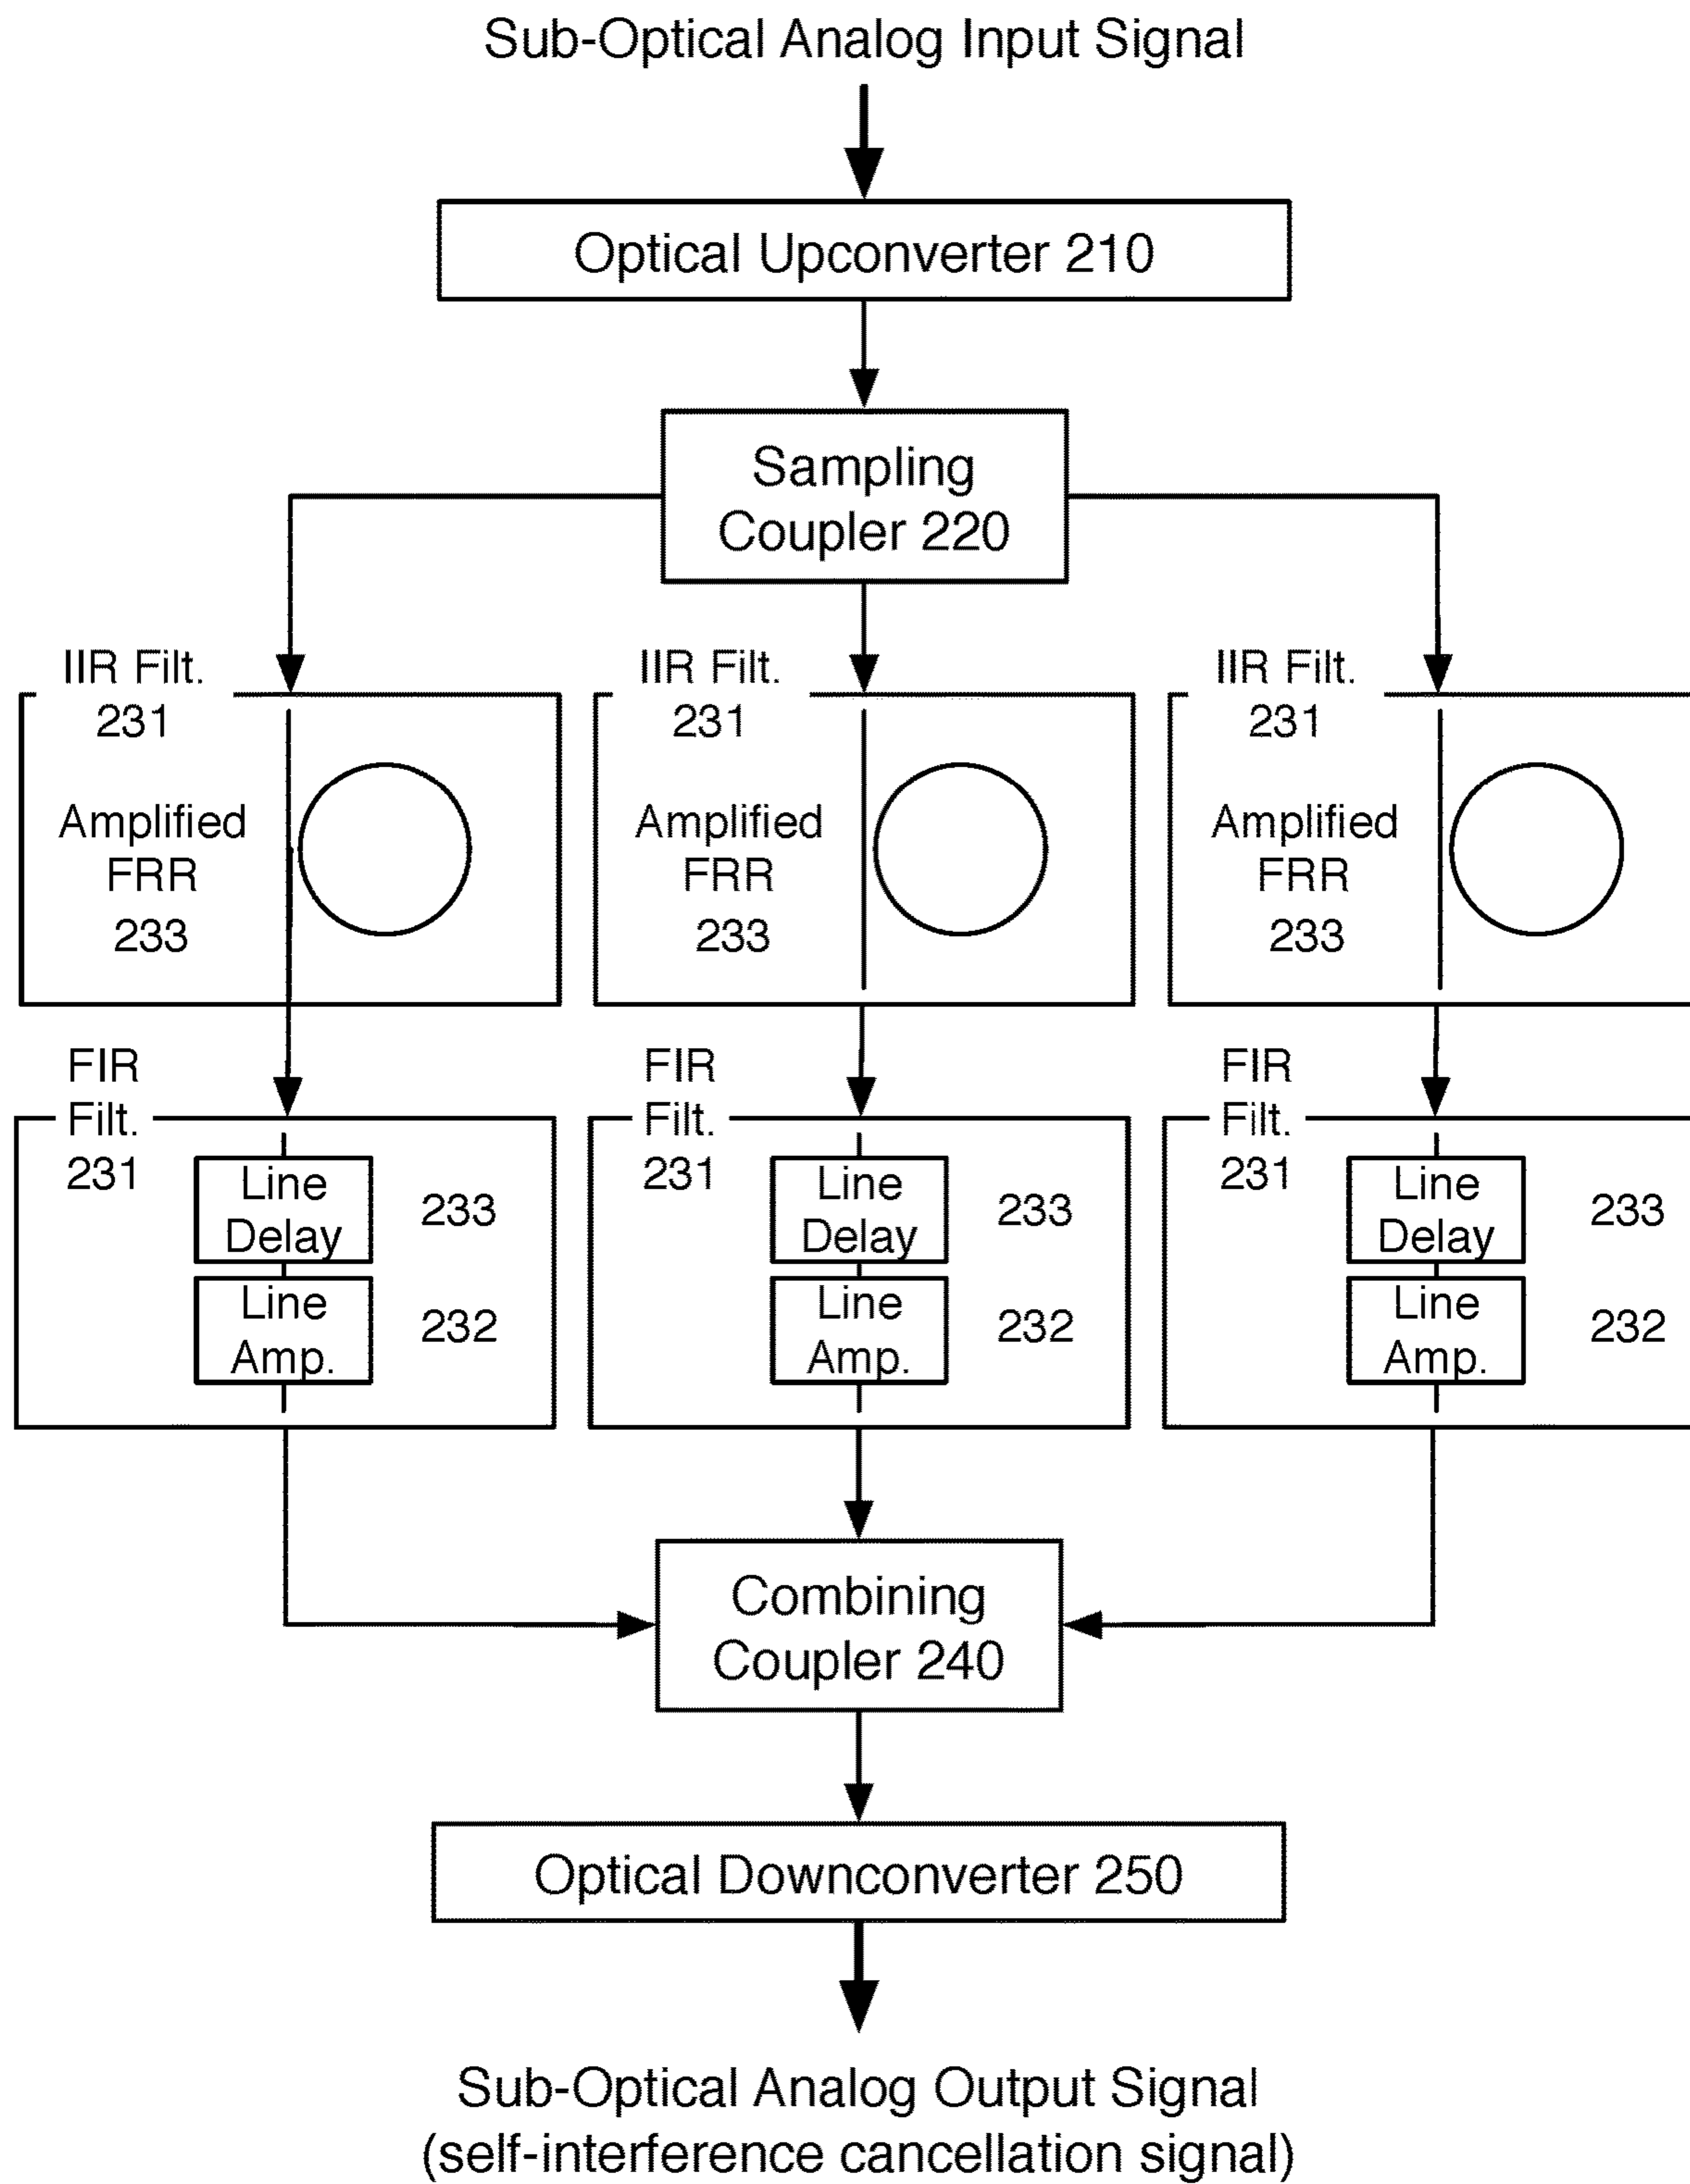 Sub-Optical Analog Input Signal
Optical Upconverter 210
Sampling
Coupler 220
IIR Filt.
231
Amplified
FRR
233
IIR Filt.
231
Amplified
FRR
233
IIR Filt.
231
Amplified
FRR
233
FIR
Filt.
231
Line
Delay
233
Line
Amp.
232
FIR
Filt.
231
Line
Delay
233
Line
Amp.
232
FIR
Filt.
231
Line
Delay
233
Line
Amp.
232
Combining
Coupler 240
Optical Downconverter 250
Sub-Optical Analog Output Signal
(self-interference cancellation signal)